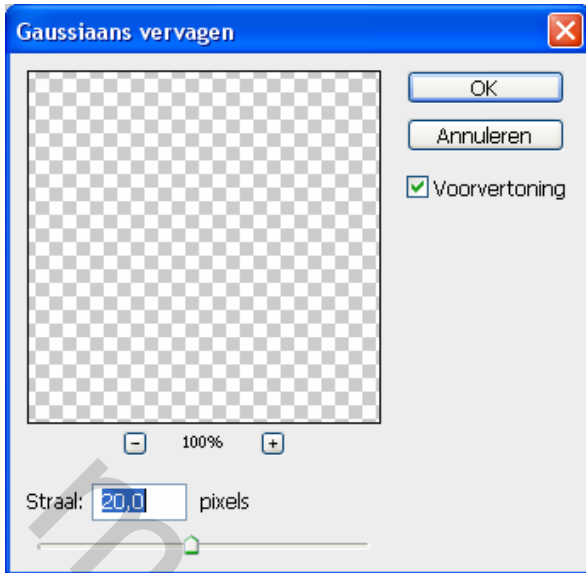 Gaussiaans vervagen
OK
Annuleren
Voorvertoning
100%
Straal: 20,0 pixels